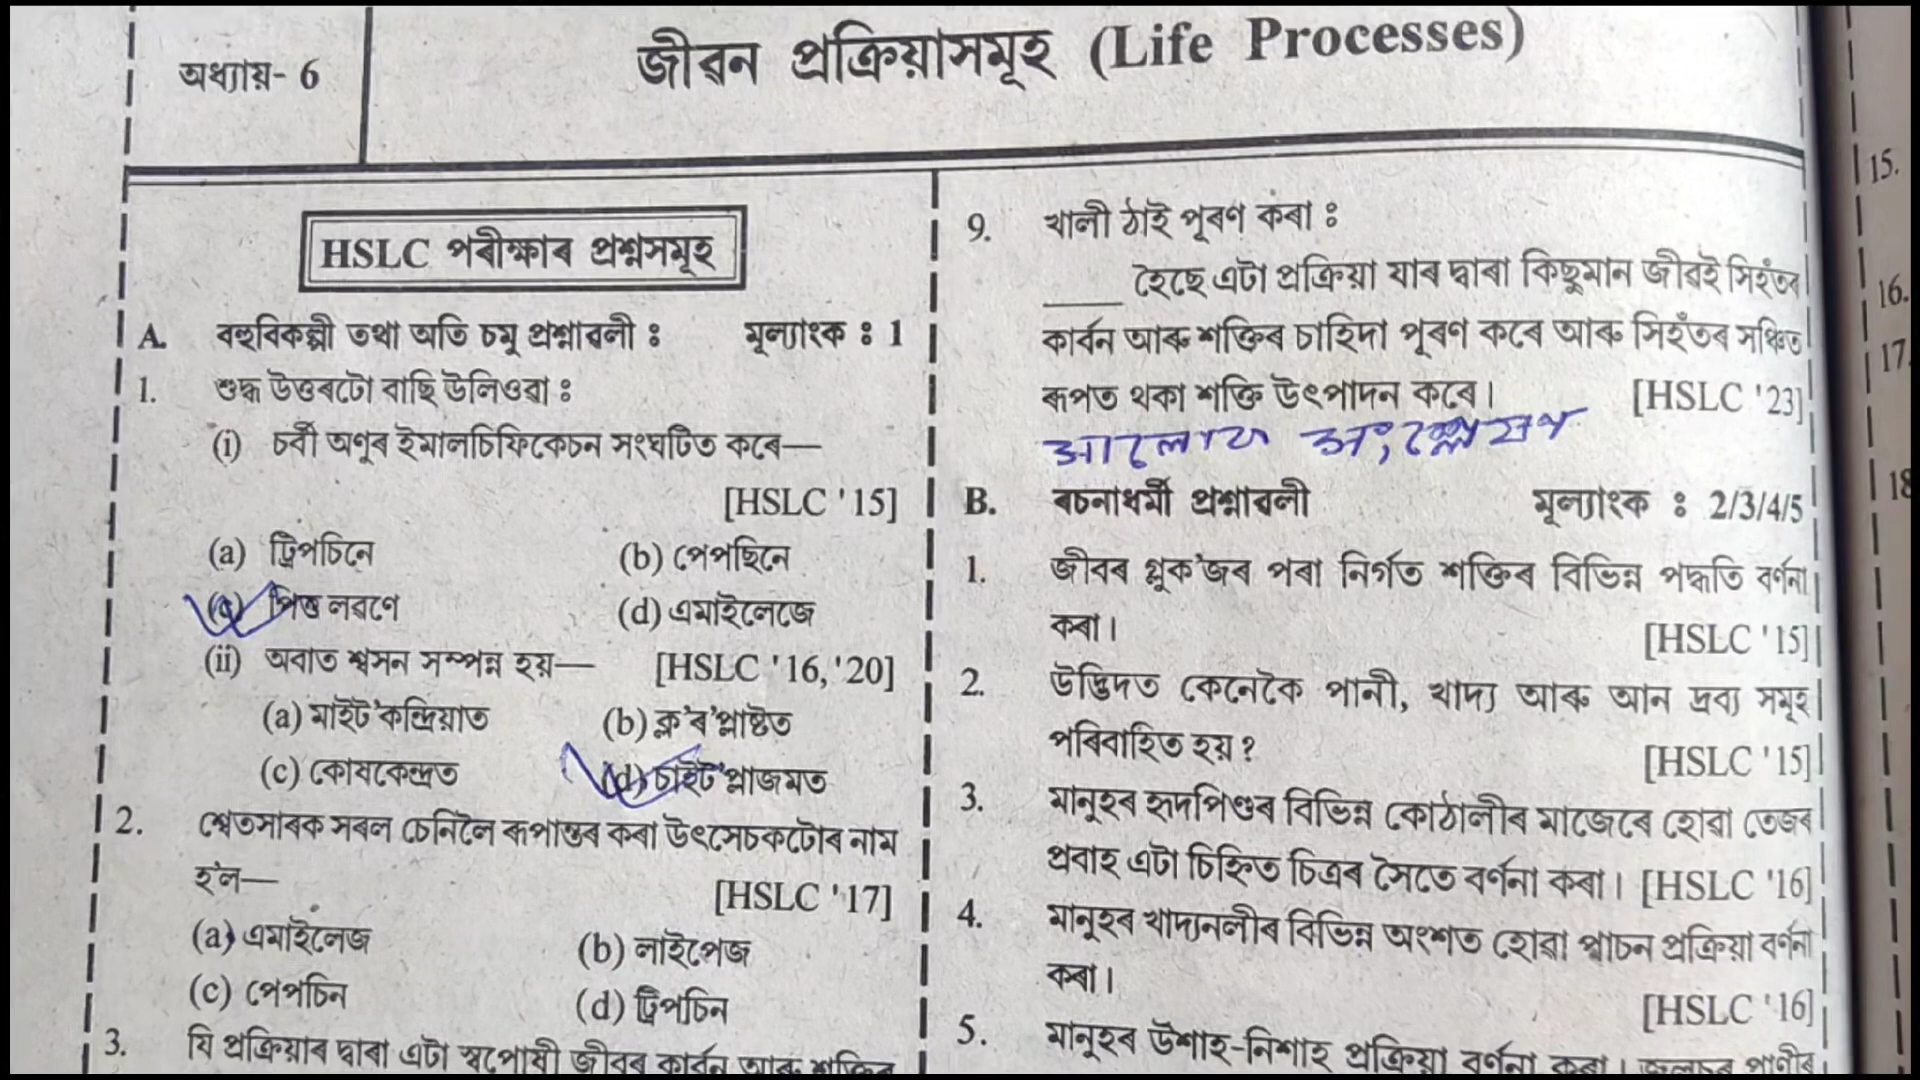 অধ্যায়- 6
জীৱন প্ৰক্ৰিয়াসমূহ (Life Processes)
HSLC পৰীক্ষাৰ প্ৰশ্নসমূহ
A. বহুবিকল্পী তথা অতি চমু প্ৰশ্নাৱলী ঃ মূল্যাংক ঃ 1
1. শুদ্ধ উত্তৰটো বাছি উলিওৱা ঃ
(i) চৰ্বী অণুৰ ইমালচিফিকেচন সংঘটিত কৰে—
[HSLC '15]
(a) ট্ৰিপচিনে (b) পেপছিনে
(c) পিত্ত লৱণে (d) এমাইলেজে
(ii) অবাত শ্বসন সম্পন্ন হয়— [HSLC '16, '20]
(a) মাইট'কন্দ্ৰিয়াত (b) ক্ল'ৰ'প্লাষ্টত
(c) কোষকেন্দ্ৰত (d) চাইট'প্লাজমত
2. শ্বেতসাৰক সৰল চেনিলৈ ৰূপান্তৰ কৰা উৎসেচকটোৰ নাম
হ'ল— [HSLC '17]
(a) এমাইলেজ (b) লাইপেজ
(c) পেপচিন (d) ট্ৰিপচিন
3. যি প্ৰক্ৰিয়াৰ দ্বাৰা এটা স্বপোষী জীৱৰ কাৰ্বন আৰু শক্তিৰ
9. খালী ঠাই পূৰণ কৰা ঃ
____ হৈছে এটা প্ৰক্ৰিয়া যাৰ দ্বাৰা কিছুমান জীৱই সিহঁতৰ
কাৰ্বন আৰু শক্তিৰ চাহিদা পূৰণ কৰে আৰু সিহঁতৰ সঞ্চিত
ৰূপত থকা শক্তি উৎপাদন কৰে। [HSLC '23]
আলোক সংশ্লেষণ
B. ৰচনাধৰ্মী প্ৰশ্নাৱলী মূল্যাংক ঃ 2/3/4/5
1. জীৱৰ গ্লুক'জৰ পৰা নিৰ্গত শক্তিৰ বিভিন্ন পদ্ধতি বৰ্ণনা
কৰা। [HSLC '15]
2. উদ্ভিদত কেনেকৈ পানী, খাদ্য আৰু আন দ্ৰব্য সমূহ
পৰিবাহিত হয়? [HSLC '15]
3. মানুহৰ হৃদপিণ্ডৰ বিভিন্ন কোঠালীৰ মাজেৰে হোৱা তেজৰ
প্ৰবাহ এটা চিহ্নিত চিত্ৰৰ সৈতে বৰ্ণনা কৰা। [HSLC '16]
4. মানুহৰ খাদ্যনলীৰ বিভিন্ন অংশত হোৱা পাচন প্ৰক্ৰিয়া বৰ্ণনা
কৰা। [HSLC '16]
5. মানুহৰ উশাহ-নিশাহ প্ৰক্ৰিয়া বৰ্ণনা কৰা। জলচৰ প্ৰাণীৰ
15.
16.
17.
18